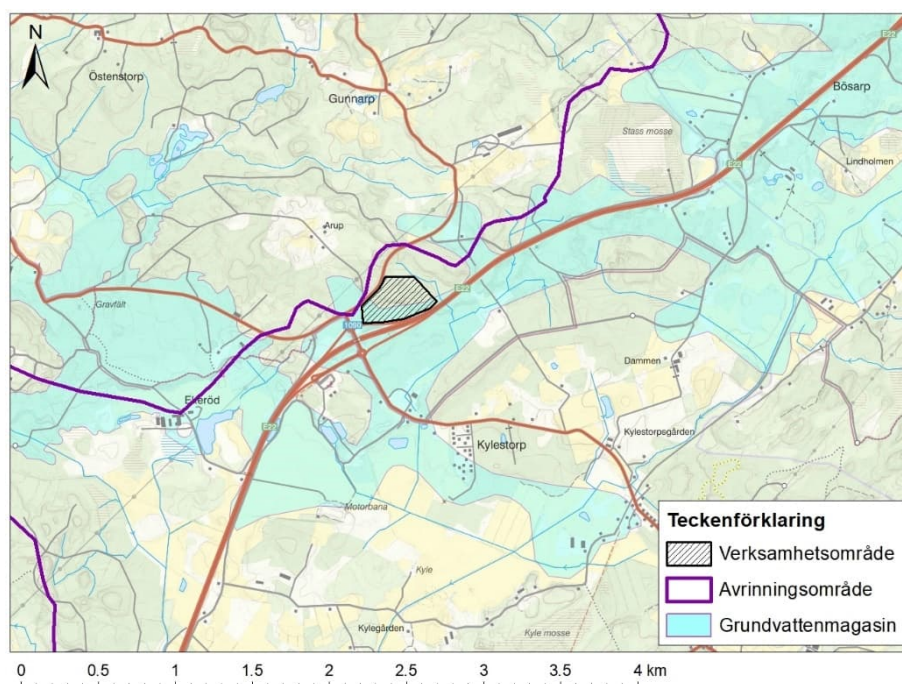 N
E22
Östenstorp
Gunnarp
Bösarp
Stass mosse
E22
Lindholmen
Arup
Gravfält
E22
1080
Dammen
Ekeröd
E22
Kylestorp
Kylestorpsgården
Motorbana
Kyle
Kylegården
Kyle mosse
Teckenförklaring
Verksamhetsområde
Avrinningsområde
Grundvattenmagasin
0 0,5 1 1,5 2 2,5 3 3,5 4 km